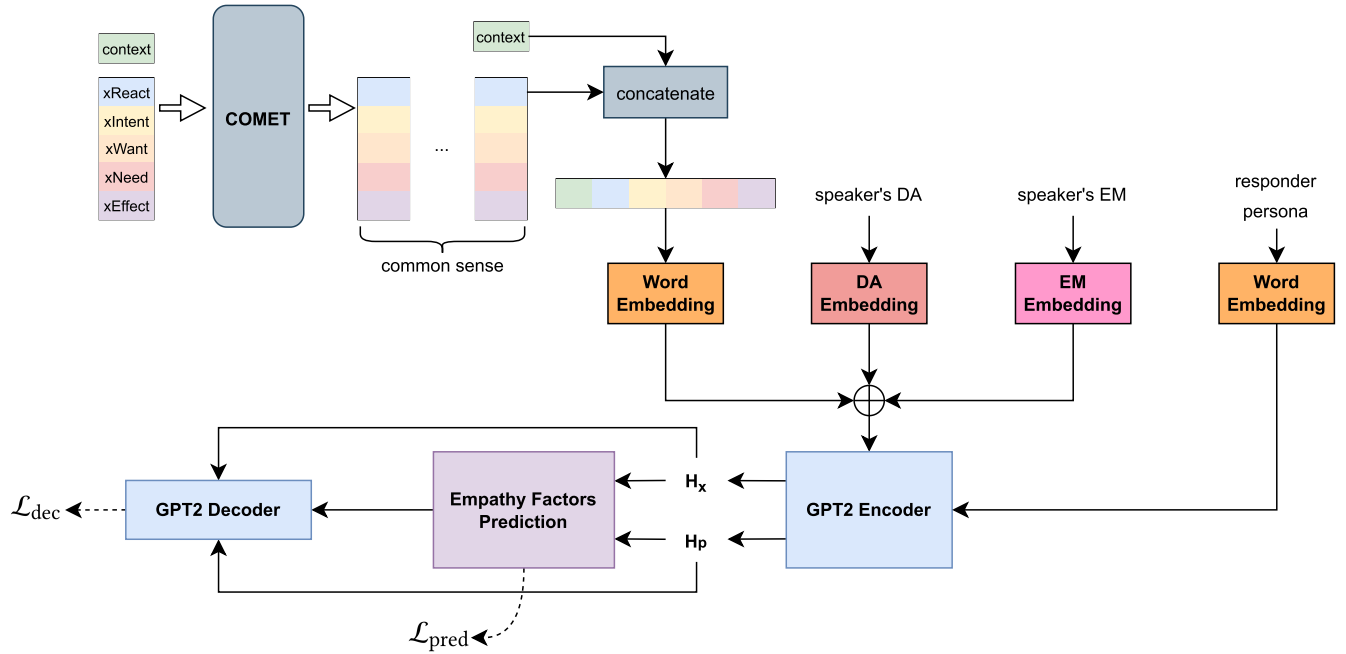 context
xReact
xIntent
xWant
xNeed
xEffect
COMET
...
common sense
context
concatenate
speaker's DA
speaker's EM
responder
persona
Word
Embedding
DA
Embedding
EM
Embedding
Word
Embedding
GPT2 Encoder
Hx
Hp
Empathy Factors
Prediction
GPT2 Decoder
ℒdec
ℒpred